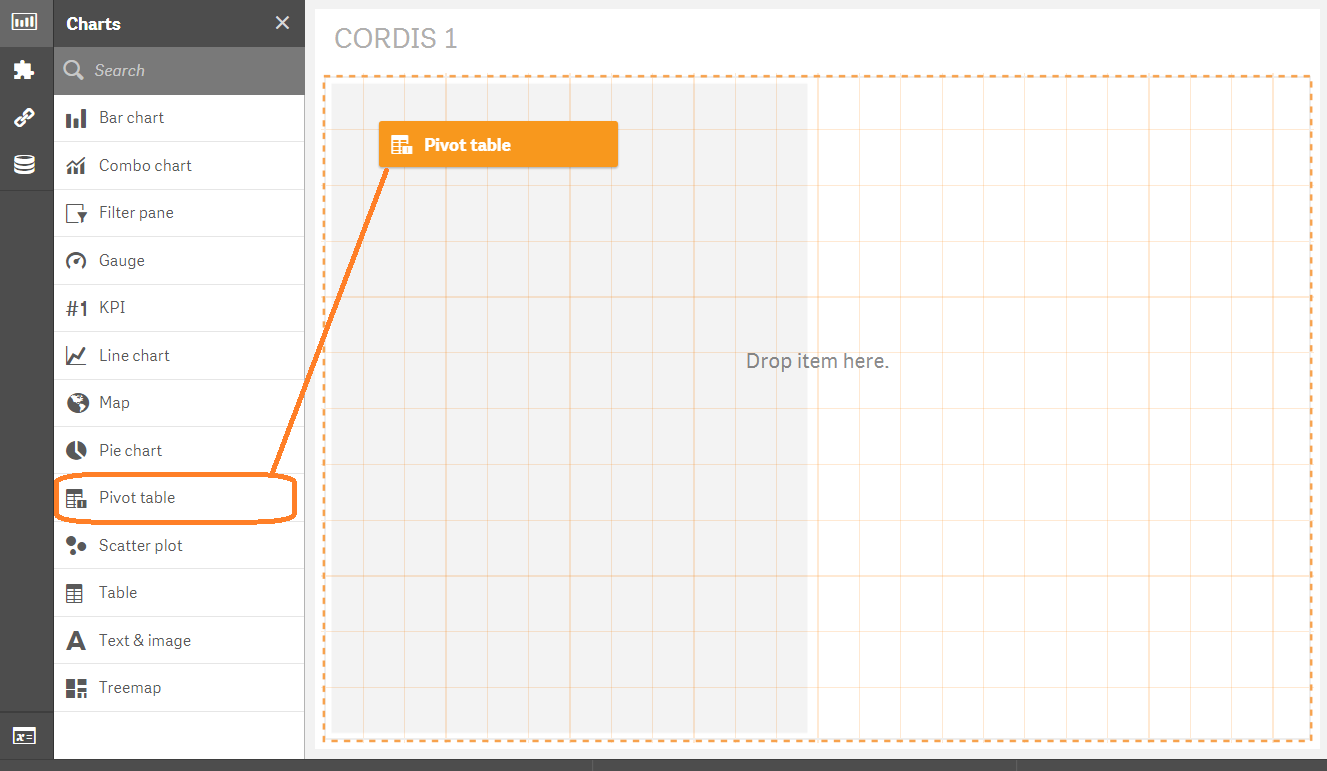 Charts
Search
Bar chart
Combo chart
Filter pane
Gauge
#1 KPI
Line chart
Map
Pie chart
Pivot table
Scatter plot
Table
A Text & image
Treemap
x=
CORDIS 1
Pivot table
Drop item here.